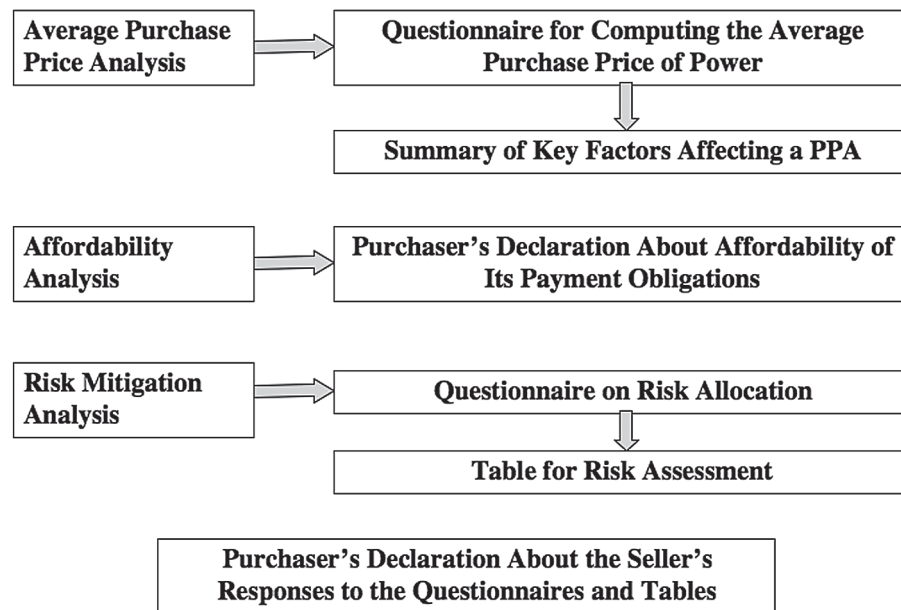 Average Purchase
Price Analysis
Questionnaire for Computing the Average
Purchase Price of Power
Summary of Key Factors Affecting a PPA
Affordability
Analysis
Purchaser’s Declaration About Affordability of
Its Payment Obligations
Risk Mitigation
Analysis
Questionnaire on Risk Allocation
Table for Risk Assessment
Purchaser’s Declaration About the Seller’s
Responses to the Questionnaires and Tables